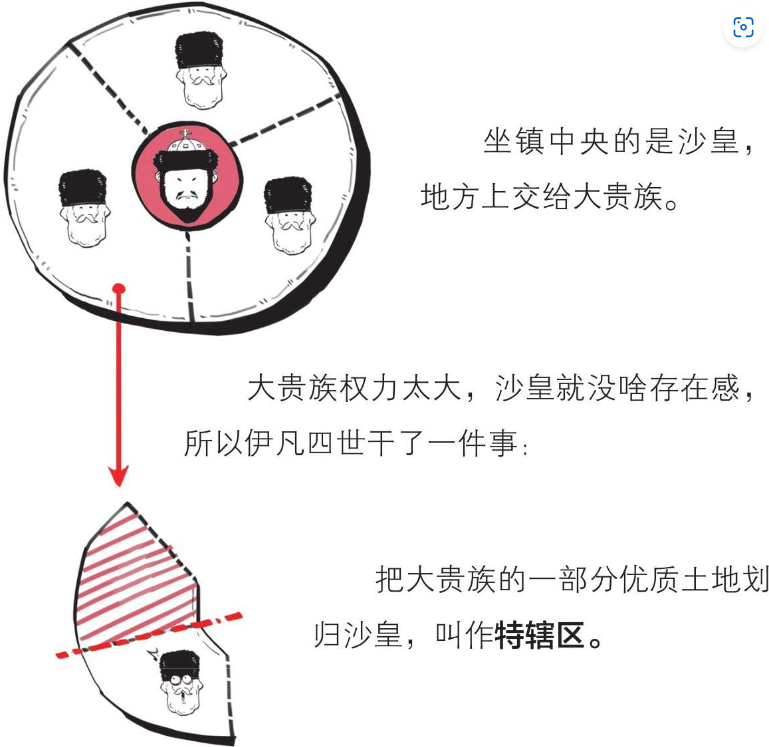 坐镇中央的是沙皇，
地方上交给大贵族。
大贵族权力太大，沙皇就没啥存在感，
所以伊凡四世干了一件事：
把大贵族的一部分优质土地划
归沙皇，叫作特辖区。